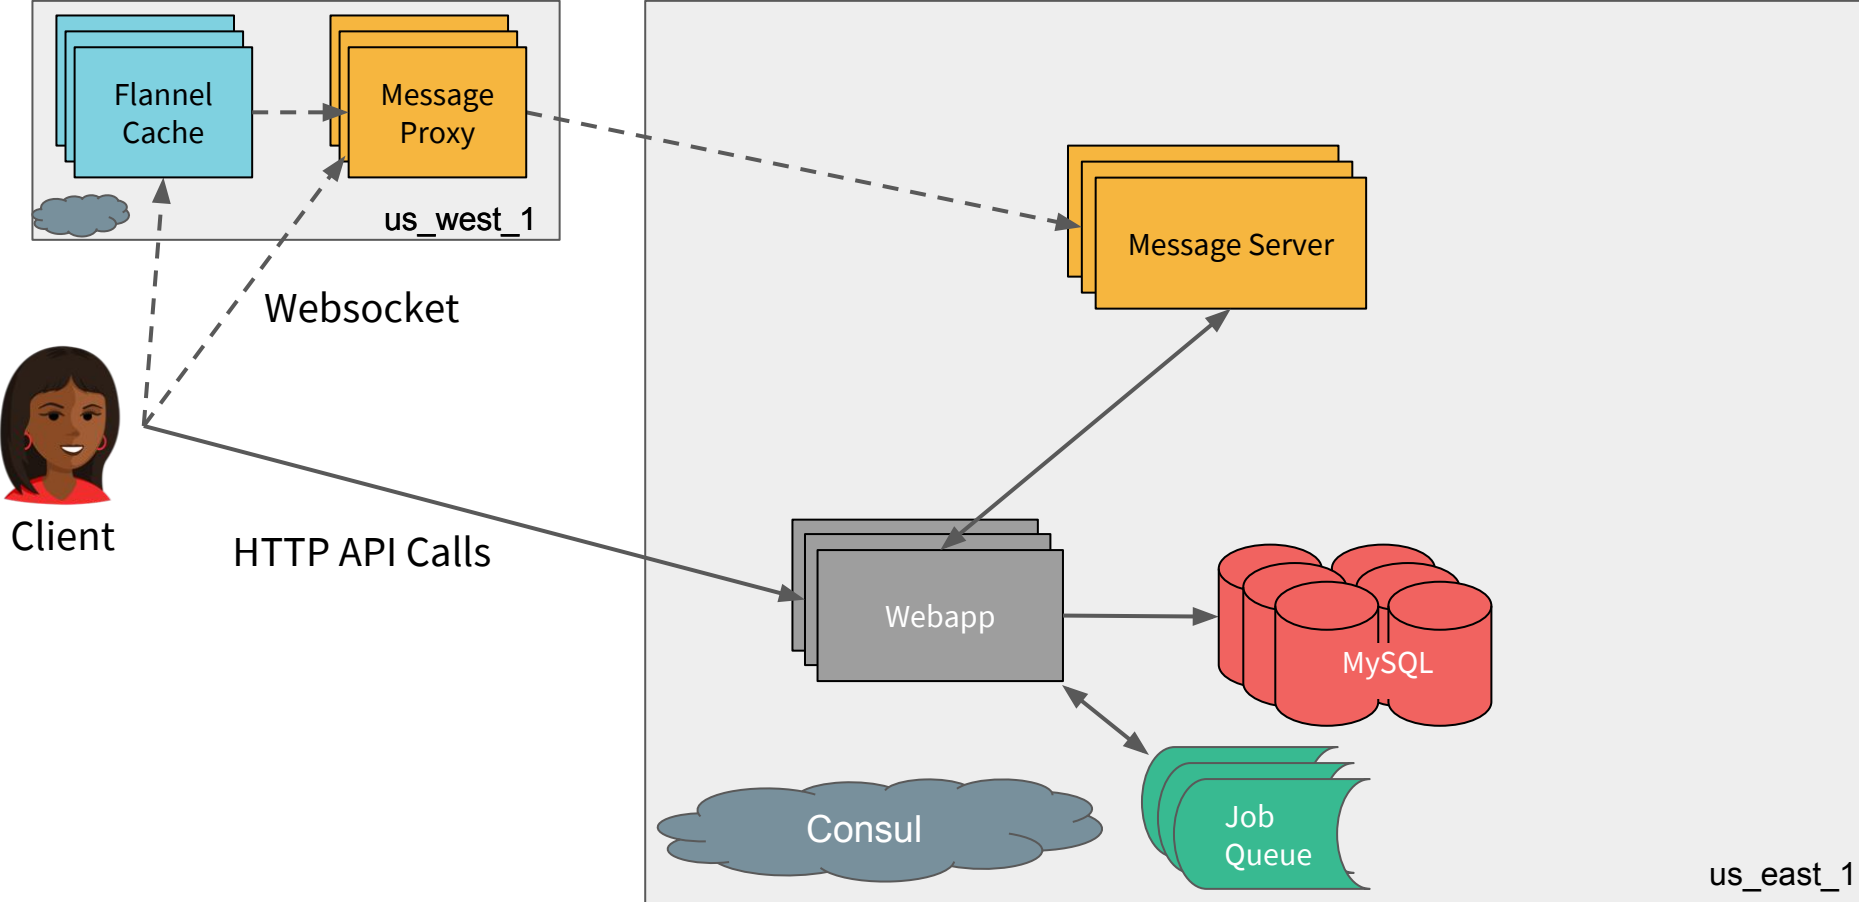 Flannel
Cache
Message
Proxy
us_west_1
Message Server
Websocket
Client
HTTP API Calls
Webapp
MySQL
Consul
Job
Queue
us_east_1